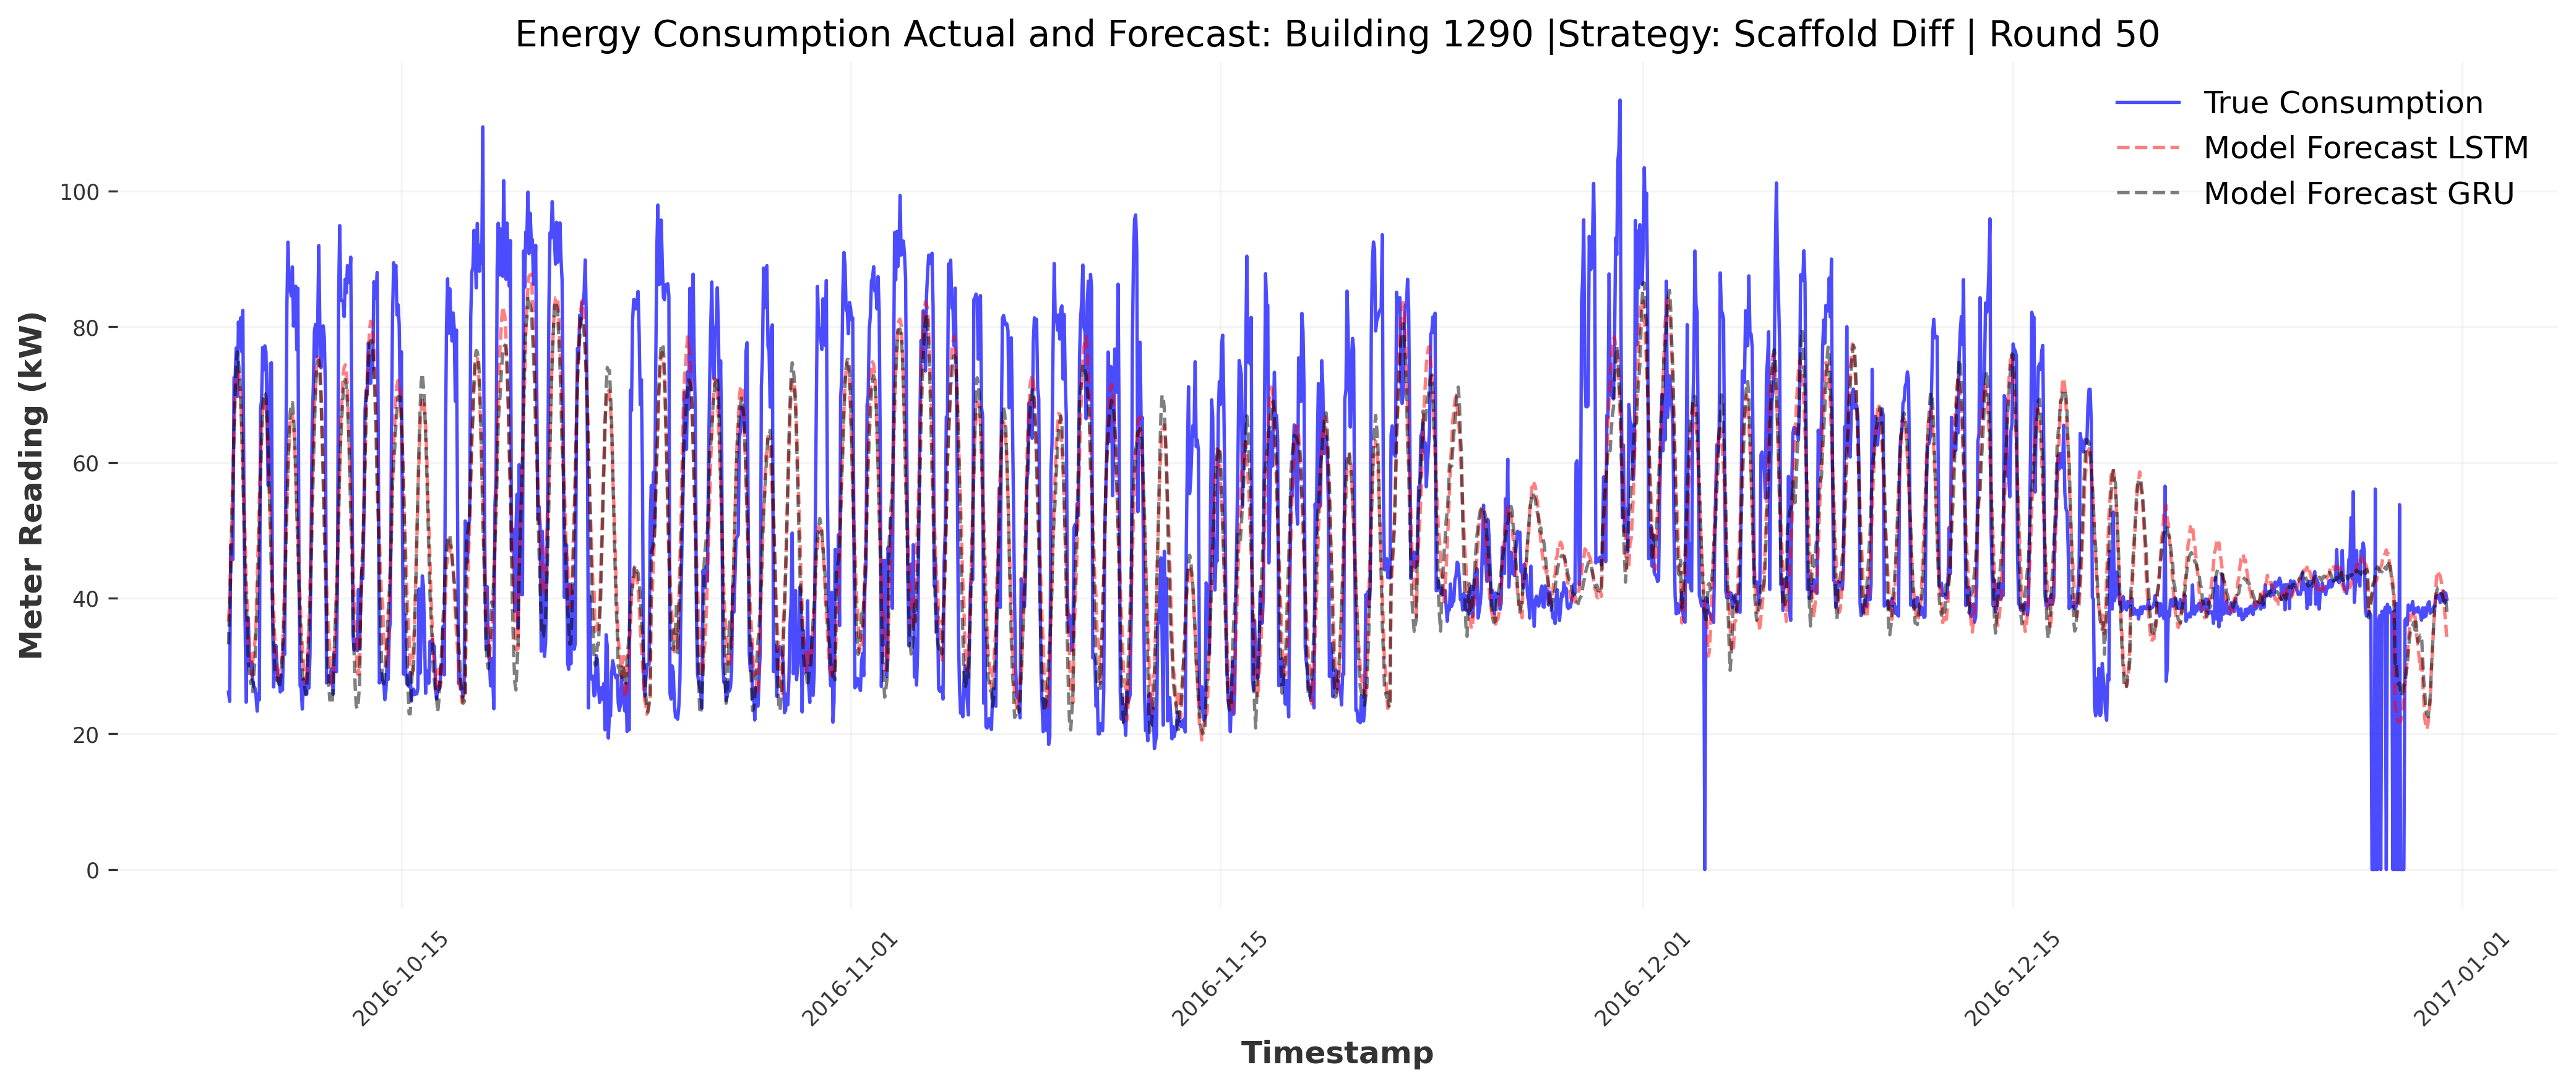 Energy Consumption Actual and Forecast: Building 1290 |Strategy: Scaffold Diff | Round 50
True Consumption
Model Forecast LSTM
Model Forecast GRU
Meter Reading (kW)
100
80
60
40
20
0
2016-10-15
2016-11-01
2016-11-15
2016-12-01
2016-12-15
2017-01-01
Timestamp